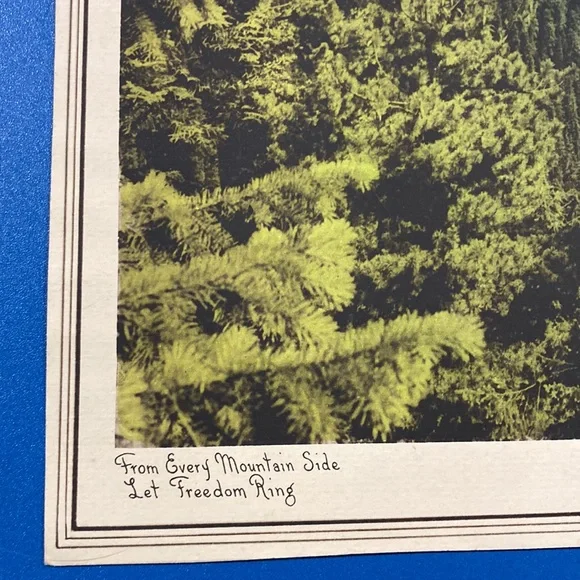 From Every Mountain Side
Let Freedom Ring